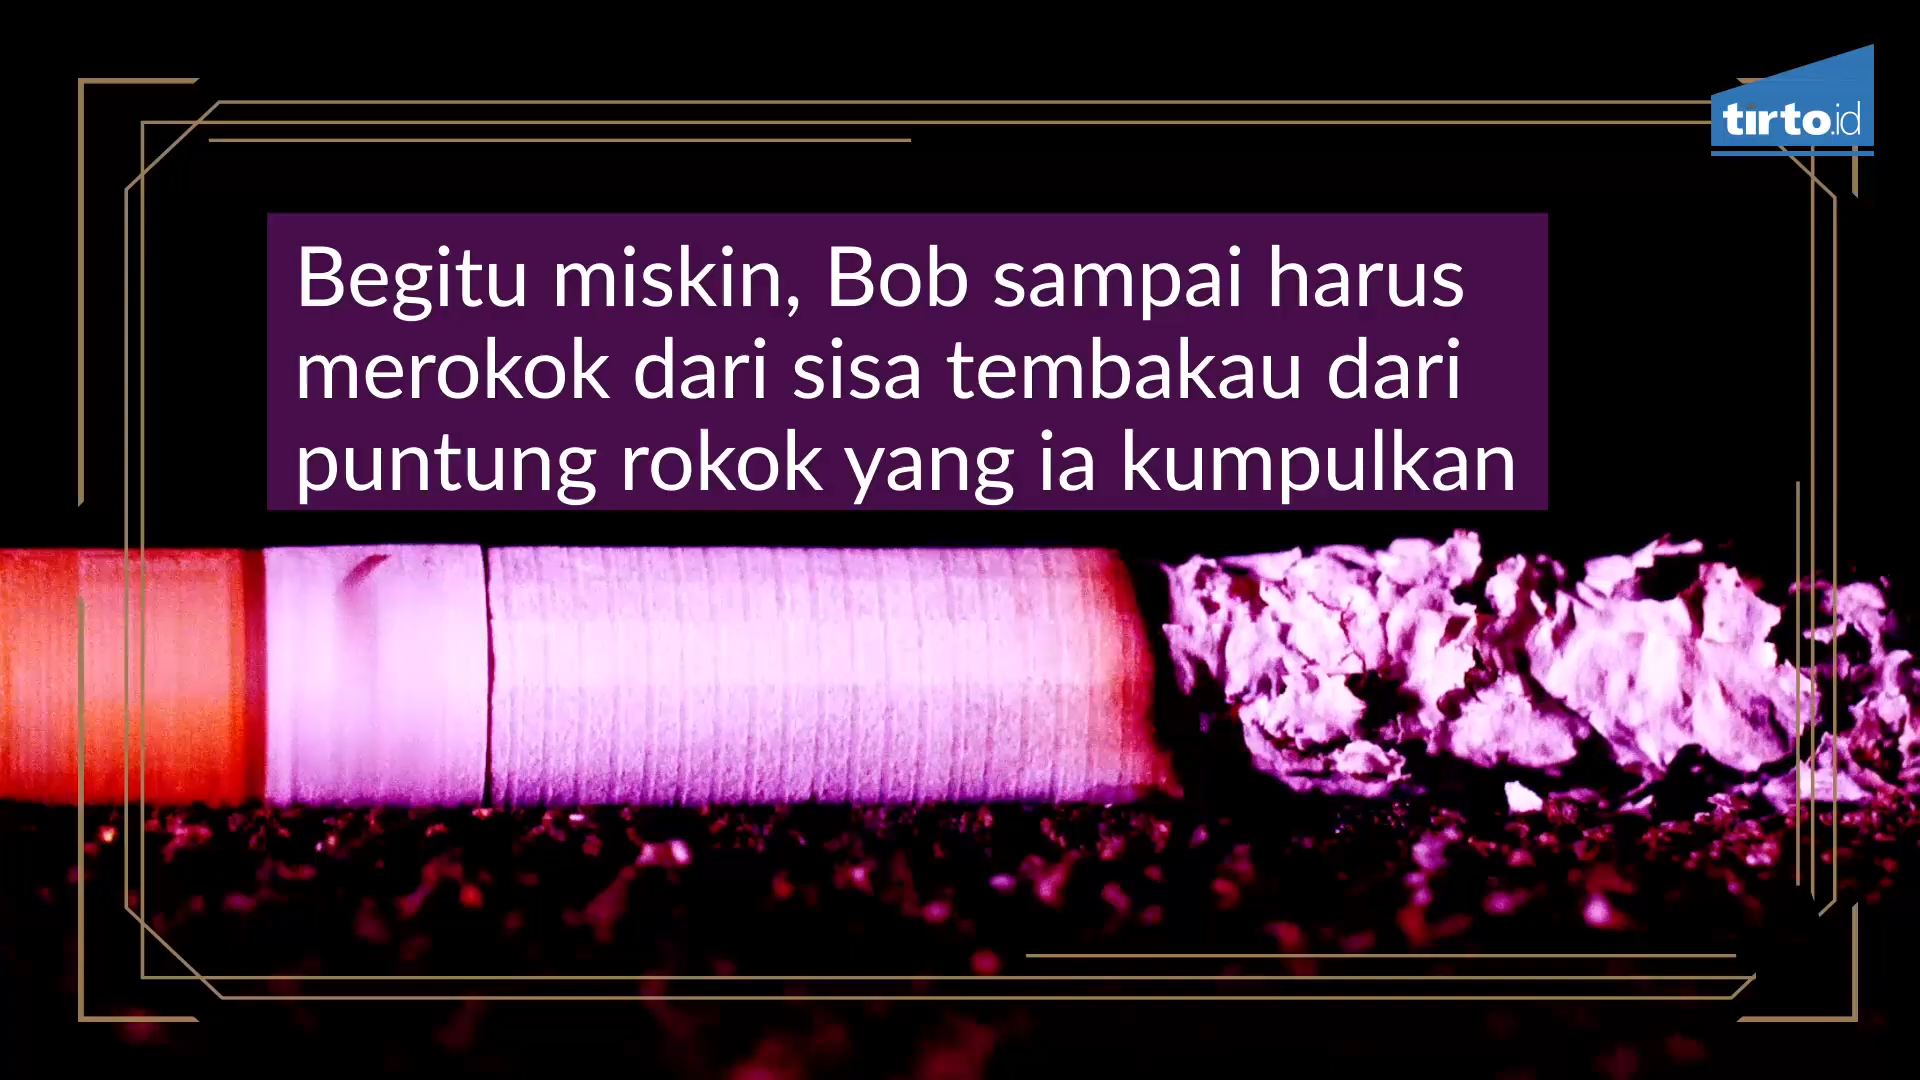 tirto.id
Begitu miskin, Bob sampai harus
merokok dari sisa tembakau dari
puntung rokok yang ia kumpulkan